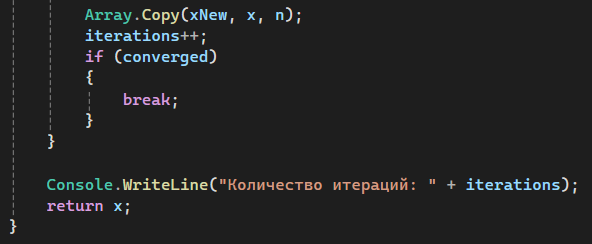 Array.Copy(xNew, x, n);
iterations++;
if (converged)
{
break;
}
}
Console.WriteLine("Количество итераций: " + iterations);
return x;
}